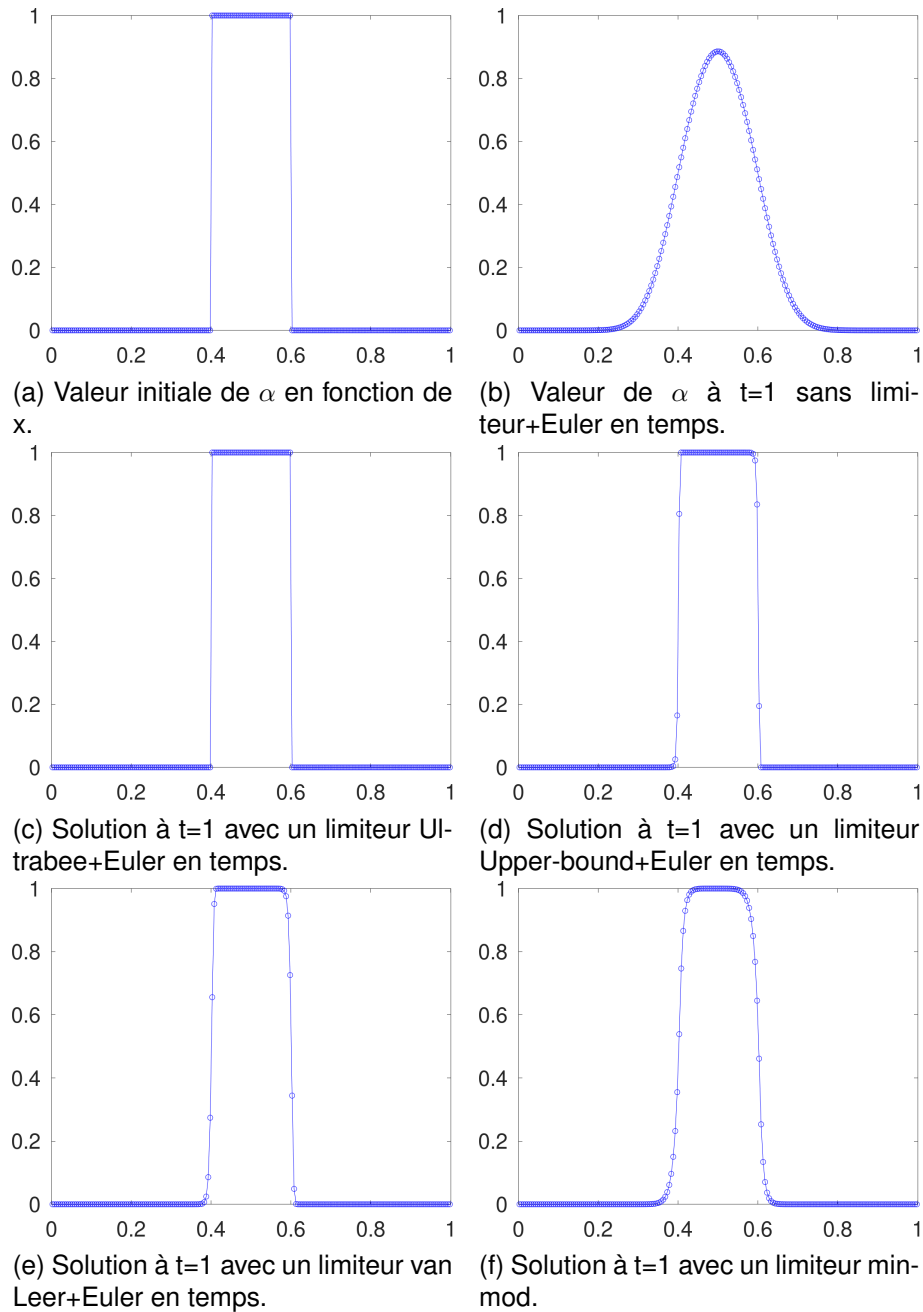 1
0.8
0.6
0.4
0.2
0
0 0.2 0.4 0.6 0.8 1
(a) Valeur initiale de α en fonction de
x.
1
0.8
0.6
0.4
0.2
0
0 0.2 0.4 0.6 0.8 1
(b) Valeur de α à t=1 sans limi-
teur+Euler en temps.
1
0.8
0.6
0.4
0.2
0
0 0.2 0.4 0.6 0.8 1
(c) Solution à t=1 avec un limiteur Ul-
trabee+Euler en temps.
1
0.8
0.6
0.4
0.2
0
0 0.2 0.4 0.6 0.8 1
(d) Solution à t=1 avec un limiteur
Upper-bound+Euler en temps.
1
0.8
0.6
0.4
0.2
0
0 0.2 0.4 0.6 0.8 1
(e) Solution à t=1 avec un limiteur van
Leer+Euler en temps.
1
0.8
0.6
0.4
0.2
0
0 0.2 0.4 0.6 0.8 1
(f) Solution à t=1 avec un limiteur min-
mod.